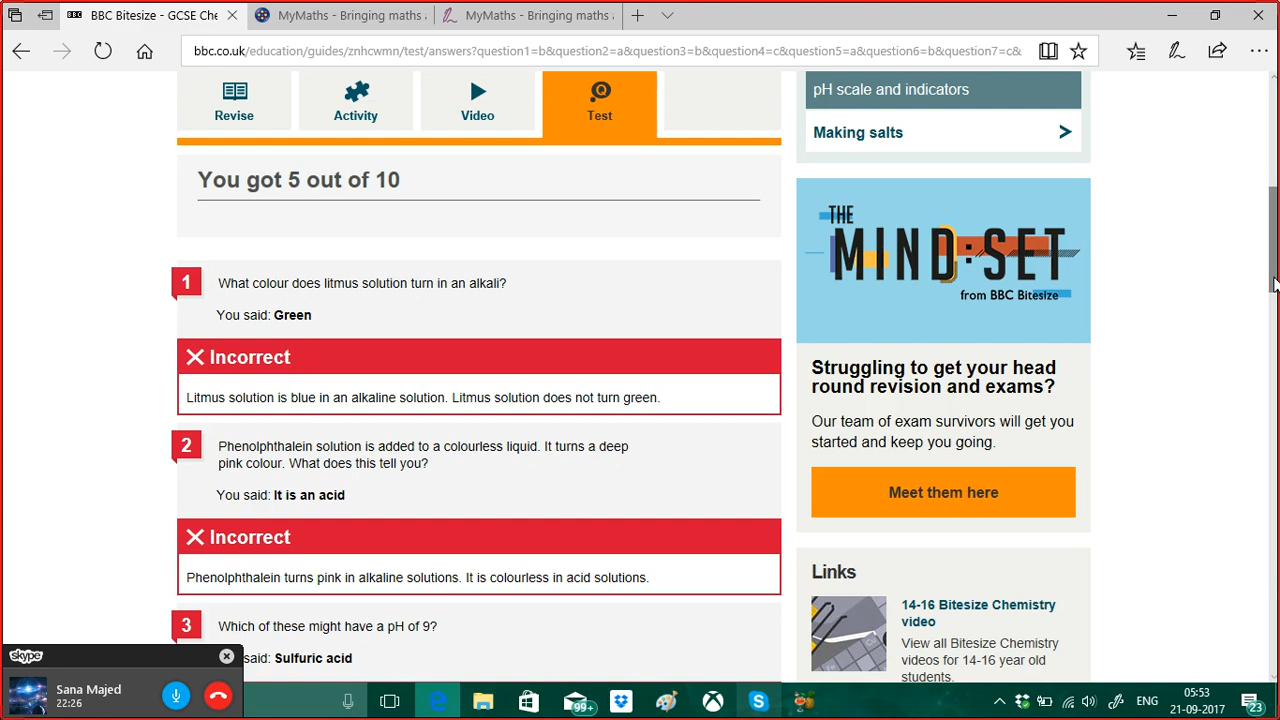 BBC Bitesize - GCSE Che
MyMaths - Bringing maths a
MyMaths - Bringing maths
bbc.co.uk/education/guides/znhcwmn/test/answers?question1=b&question2=a&question3=b&question4=c&question5=a&question6=b&question7=c&
Revise
Activity
Video
Test
You got 5 out of 10
1
What colour does litmus solution turn in an alkali?
You said: Green
Incorrect
Litmus solution is blue in an alkaline solution. Litmus solution does not turn green.
2
Phenolphthalein solution is added to a colourless liquid. It turns a deep
pink colour. What does this tell you?
You said: It is an acid
Incorrect
Phenolphthalein turns pink in alkaline solutions. It is colourless in acid solutions.
3
Which of these might have a pH of 9?
said: Sulfuric acid
pH scale and indicators
Making salts
THE
MIND:SET
from BBC Bitesize
Struggling to get your head
round revision and exams?
Our team of exam survivors will get you
started and keep you going.
Meet them here
Links
14-16 Bitesize Chemistry
video
View all Bitesize Chemistry
videos for 14-16 year old
students.
skype
Sana Majed
22:26
99+
ENG
05:53
21-09-2017
23